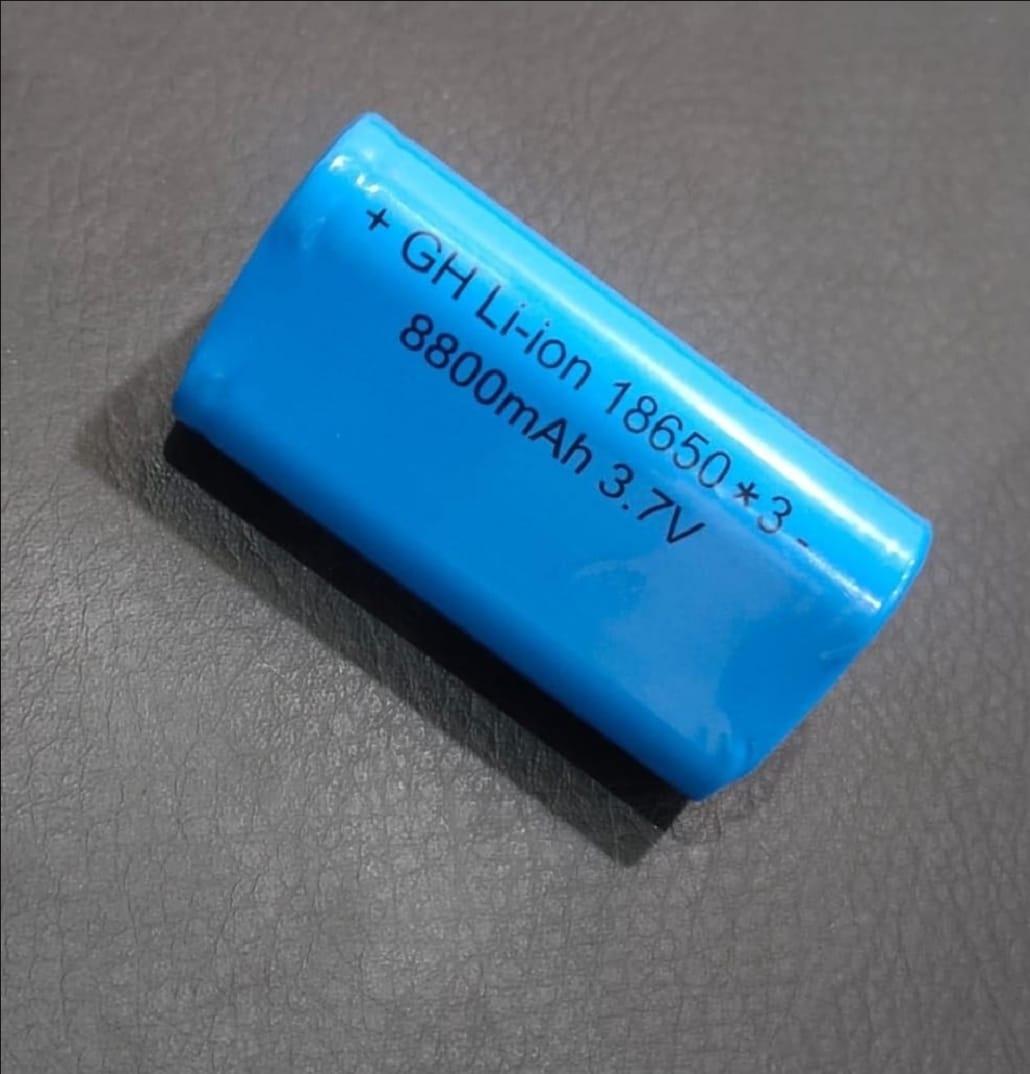 + GH Li-ion 18650*3 -
8800mAh 3.7V